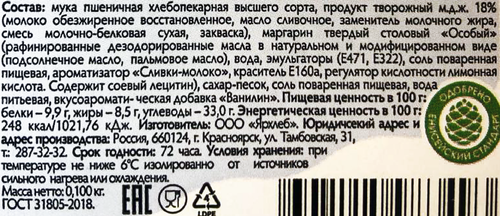 Состав: мука пшеничная хлебопекарная высшего сорта, продукт творожный м.д.ж. 18%
(молоко обезжиренное восстановленное, масло сливочное, заменитель молочного жира,
смесь молочно-белковая сухая, закваска), маргарин твердый столовый «Особый»
(рафинированные дезодорированные масла в натуральном и модифицированном виде
(подсолнечное масло, пальмовое масло), вода, эмульгаторы (Е471, Е322), соль поваренная
пищевая, ароматизатор «Сливки-молоко», краситель Е160а, регулятор кислотности лимонная
кислота. Содержит соевый лецитин), сахар-песок, соль поваренная пищевая, вода
питьевая, вкусоаромати-ческая добавка «Ванилин». Пищевая ценность в 100 г:
белки – 9,9 г, жиры - 8,5 г, углеводы – 33,0 г. Энергетическая ценность в 100 г:
248 ккал/1021,76 кДж. Изготовитель: ООО «Ярхлеб». Юридический адрес и
адрес производства: Россия, 660124, г. Красноярск, ул. Тамбовская, 31,
т.: 287-32-32. Срок годности: 72 часа. Условия хранения: при
температуре не ниже 6°С изолированно от источников
сильного нагрева или охлаждения.
Масса нетто: 0,100 кг.
ГОСТ 31805-2018.
EAC
4
LDPE
ОДОБРЕНО
ЕНИСЕЙСКИЙ СТАНДАРТ